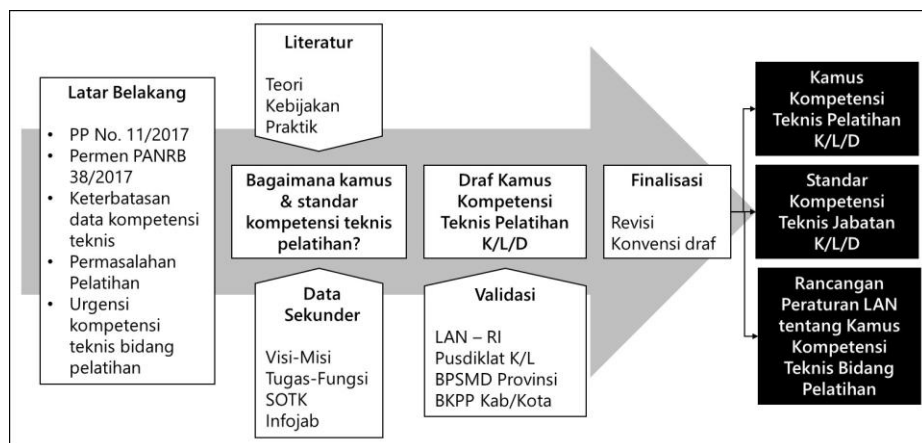 Latar Belakang
• PP No. 11/2017
• Permen PANRB
38/2017
• Keterbatasan
data kompetensi
teknis
• Permasalahan
Pelatihan
• Urgensi
kompetensi
teknis bidang
pelatihan
Literatur
Teori
Kebijakan
Praktik
Bagaimana kamus
& standar
kompetensi teknis
pelatihan?
Data
Sekunder
Visi-Misi
Tugas-Fungsi
SOTK
Infojab
Draf Kamus
Kompetensi
Teknis Pelatihan
K/L/D
Validasi
LAN – RI
Pusdiklat K/L
BPSMD Provinsi
BKPP Kab/Kota
Finalisasi
Revisi
Konvensi draf
Kamus
Kompetensi
Teknis Pelatihan
K/L/D
Standar
Kompetensi
Teknis Jabatan
K/L/D
Rancangan
Peraturan LAN
tentang Kamus
Kompetensi
Teknis Bidang
Pelatihan